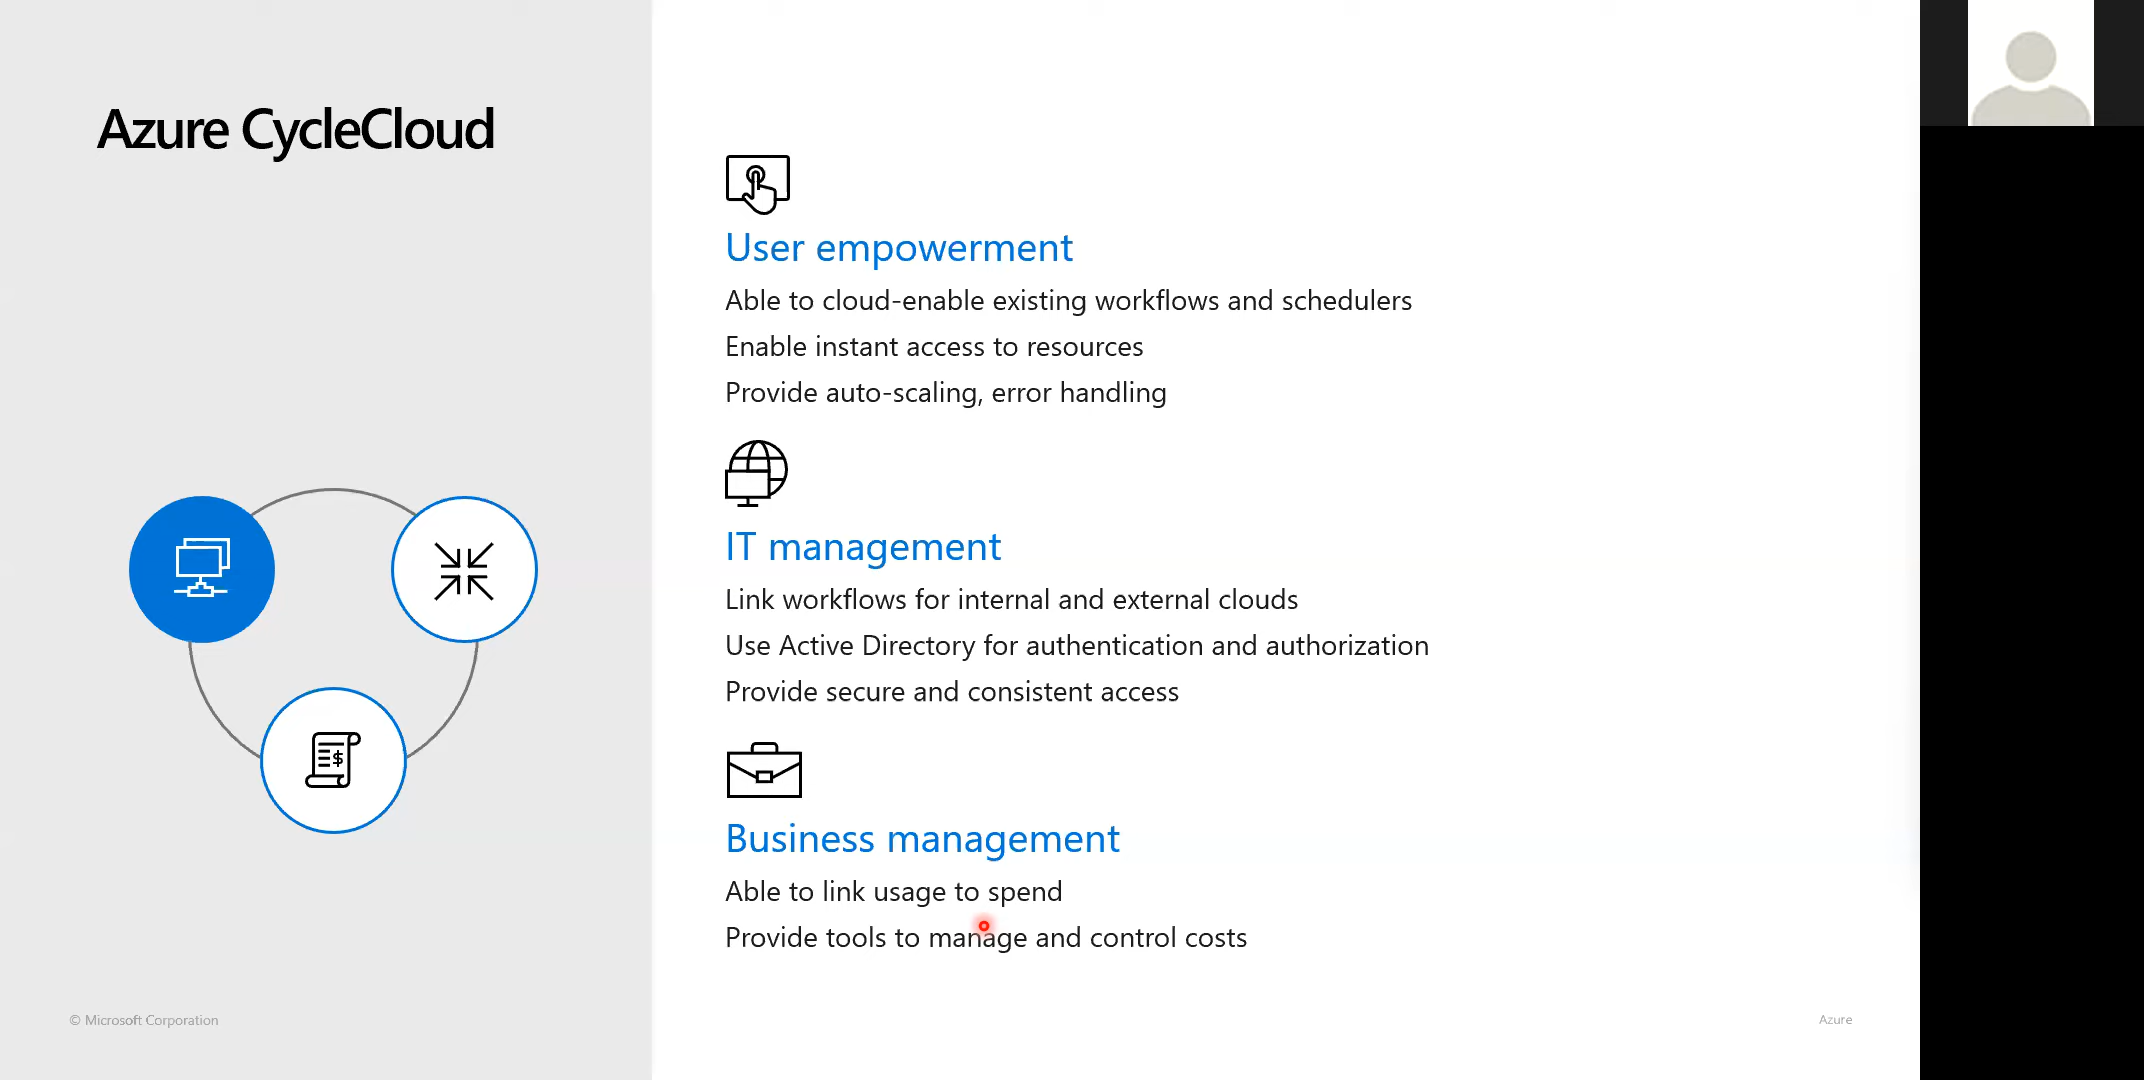 Azure CycleCloud
User empowerment
Able to cloud-enable existing workflows and schedulers
Enable instant access to resources
Provide auto-scaling, error handling
IT management
Link workflows for internal and external clouds
Use Active Directory for authentication and authorization
Provide secure and consistent access
$
Business management
Able to link usage to spend
Provide tools to manage and control costs
© Microsoft Corporation
Azure